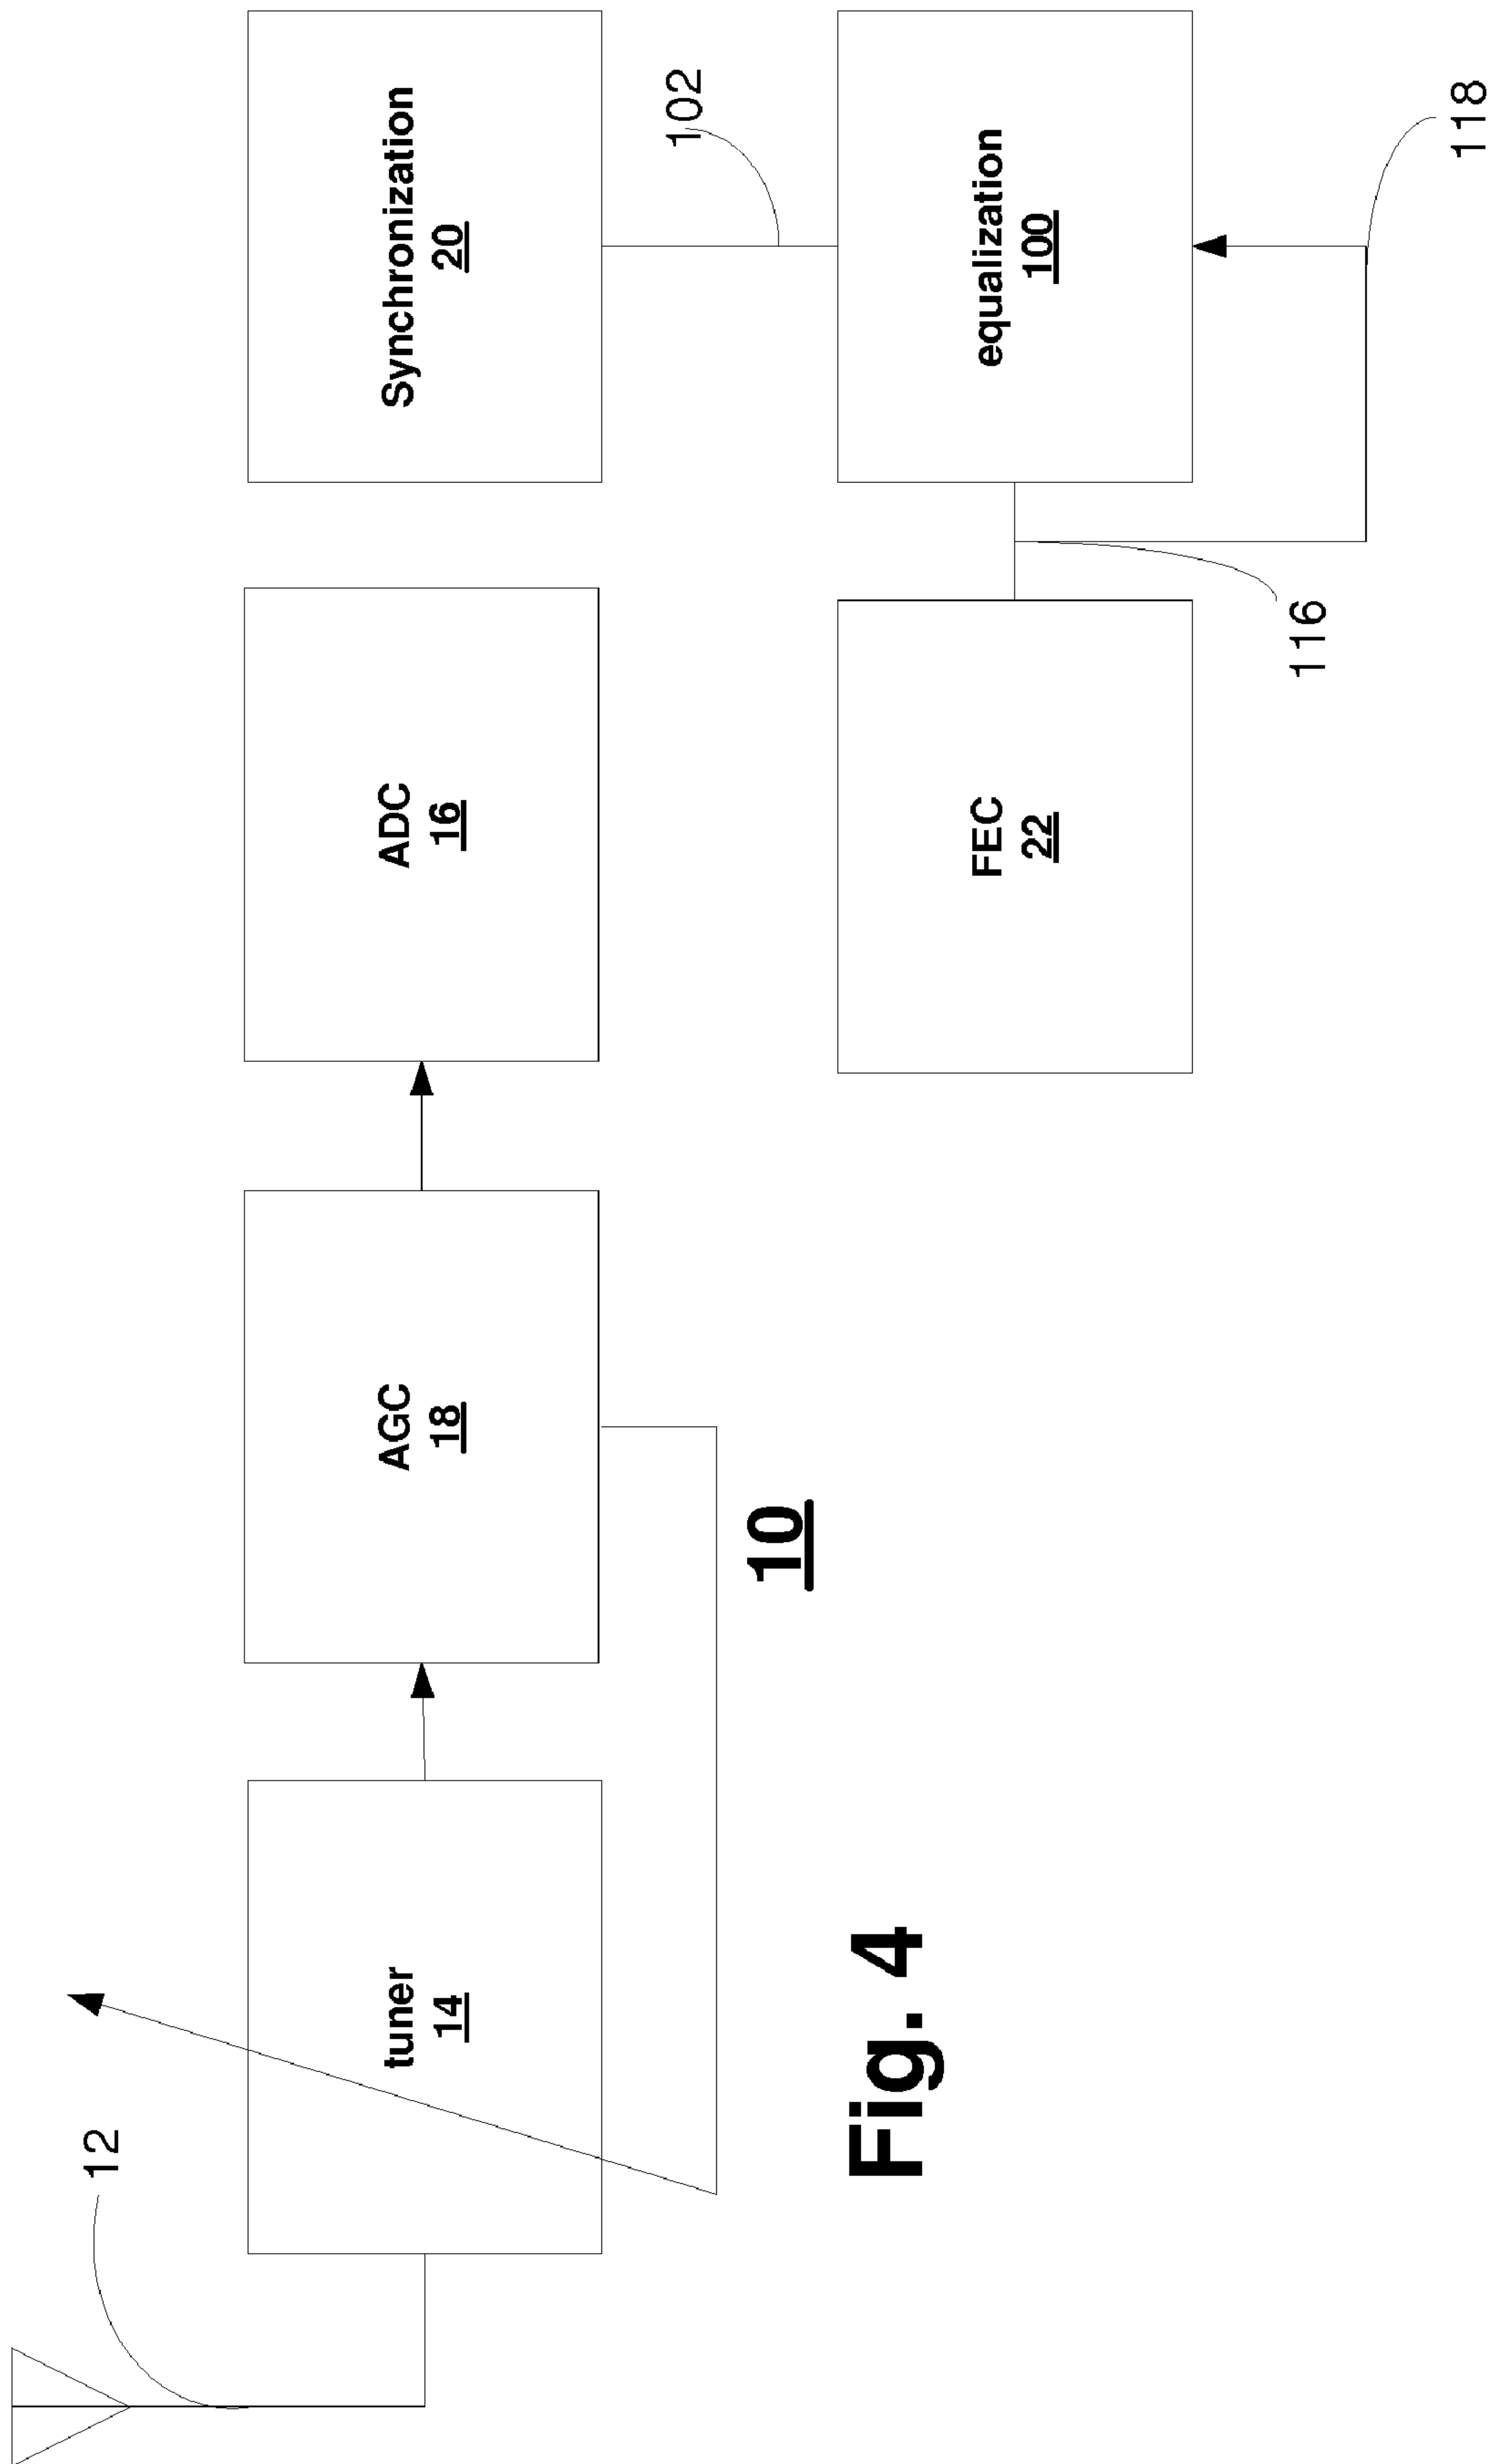 12
tuner
14
AGC
18
ADC
16
Synchronization
20
102
10
FEC
22
equalization
100
116
118
Fig. 4